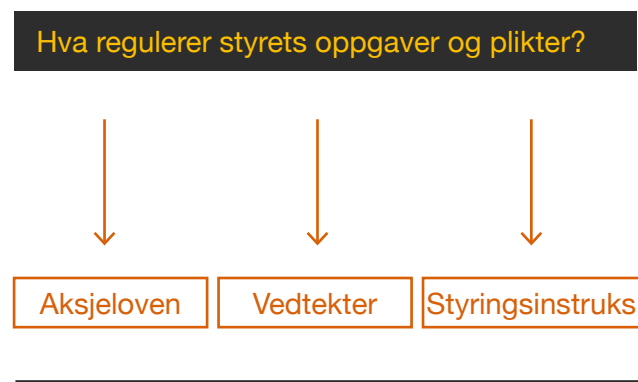 Hva regulerer styrets oppgaver og plikter?
Aksjeloven
Vedtekter
Styringsinstruks